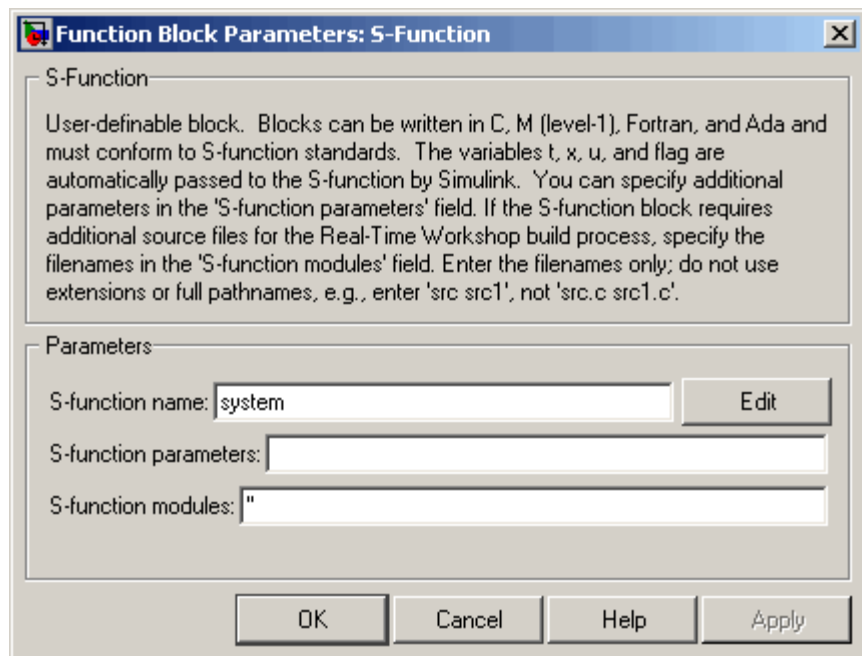 Function Block Parameters: S-Function
S-Function
User-definable block.  Blocks can be written in C, M (level-1), Fortran, and Ada and
must conform to S-function standards.  The variables t, x, u, and flag are
automatically passed to the S-function by Simulink.  You can specify additional
parameters in the 'S-function parameters' field. If the S-function block requires
additional source files for the Real-Time Workshop build process, specify the
filenames in the 'S-function modules' field. Enter the filenames only; do not use
extensions or full pathnames, e.g., enter 'src src1', not 'src.c src1.c'.
Parameters
S-function name: system Edit
S-function parameters:
S-function modules: ''
OK Cancel Help Apply